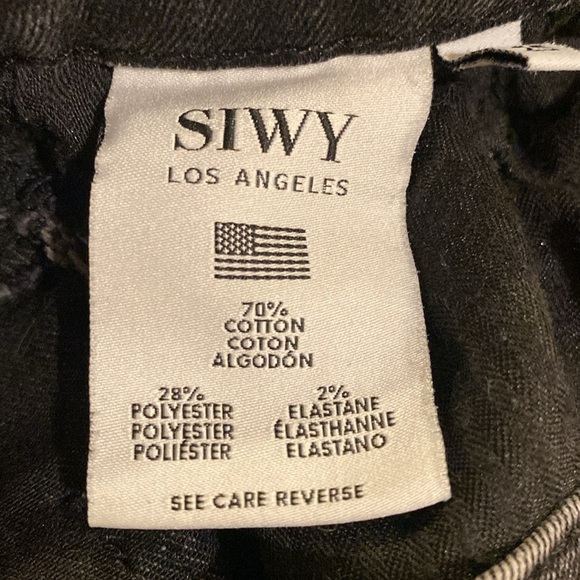 SIWY
LOS ANGELES
70%
COTTON
COTON
ALGODÓN
28%
POLYESTER
POLYESTER
POLIÉSTER
2%
ELASTANE
ÉLASTHANNE
ELASTANO
SEE CARE REVERSE